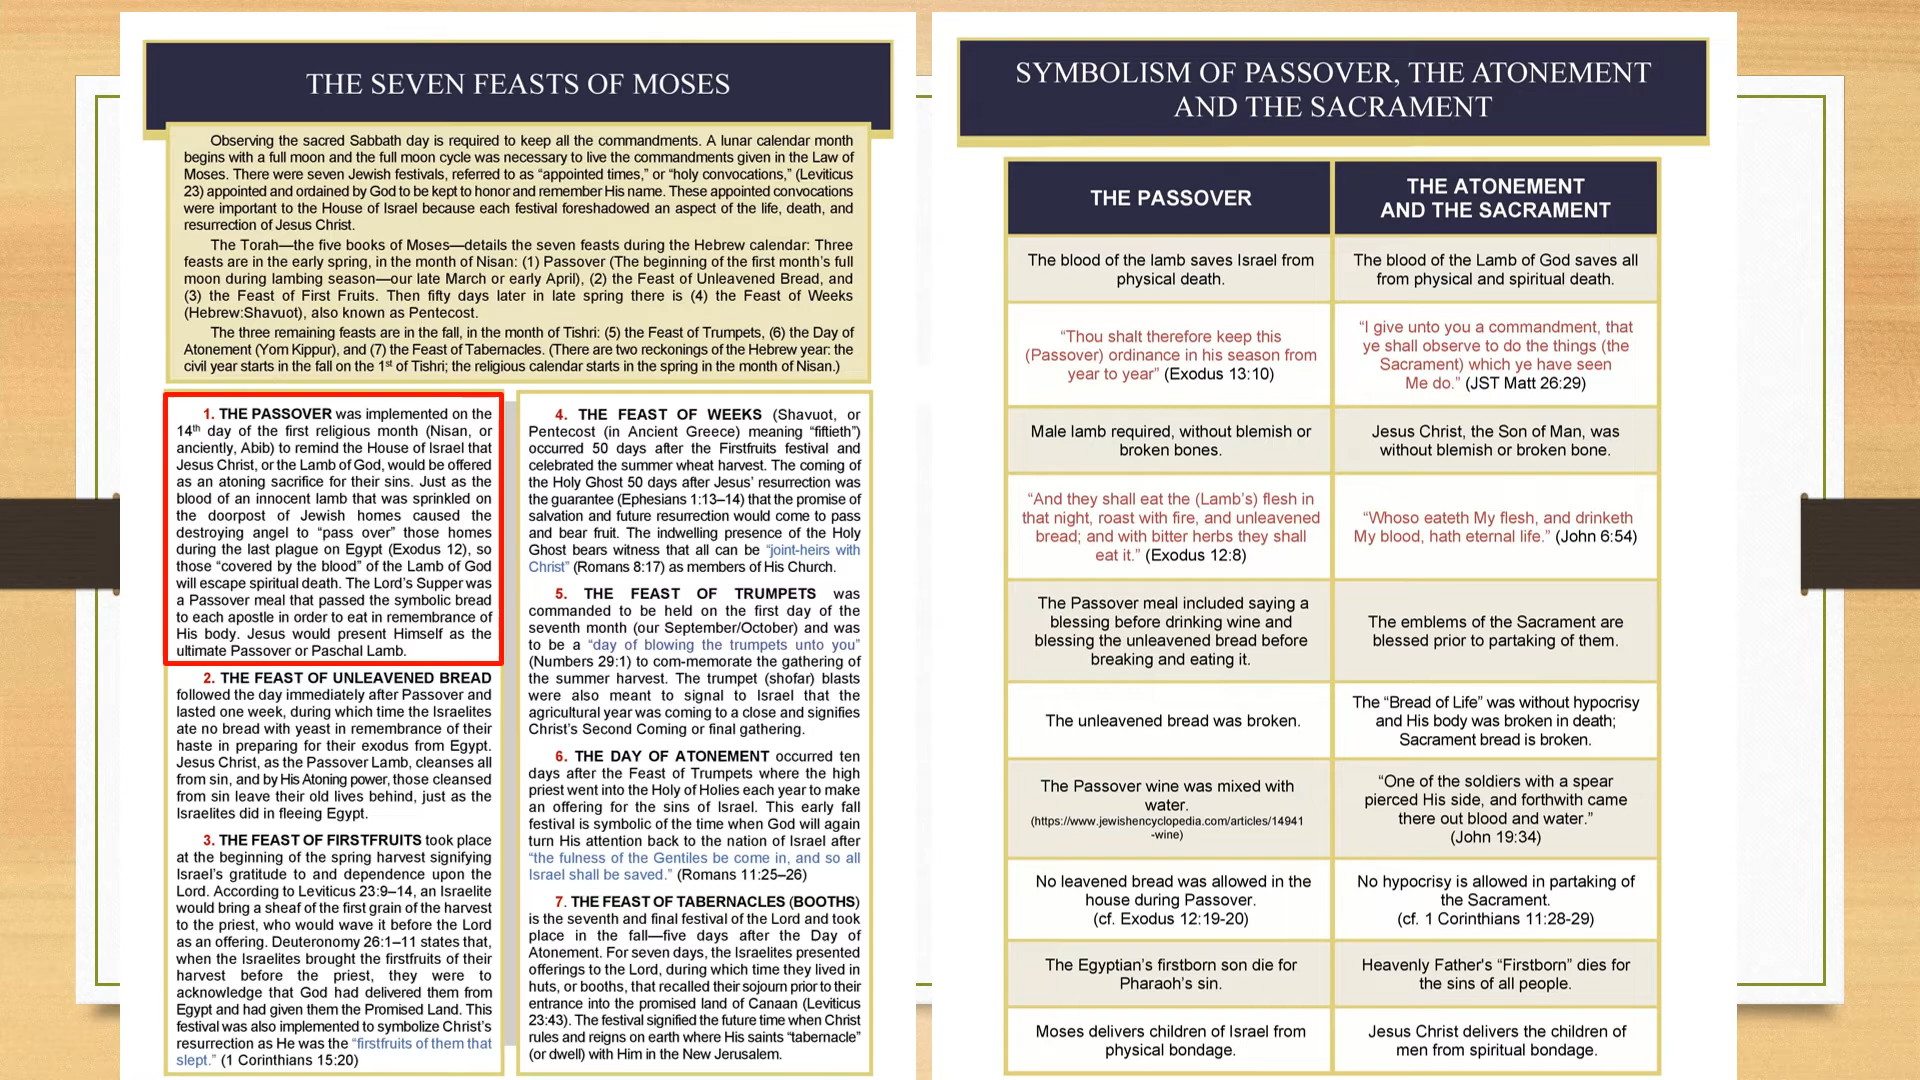 THE SEVEN FEASTS OF MOSES
Observing the sacred Sabbath day is required to keep all the commandments. A lunar calendar month
begins with a full moon and the full moon cycle was necessary to live the commandments given in the Law of
Moses. There were seven Jewish festivals, referred to as “appointed times,” or “holy convocations,” (Leviticus
23) appointed and ordained by God to be kept to honor and remember His name. These appointed convocations
were important to the House of Israel because each festival foreshadowed an aspect of the life, death, and
resurrection of Jesus Christ.
The Torah—the five books of Moses—details the seven feasts during the Hebrew calendar: Three
feasts are in the early spring, in the month of Nisan: (1) Passover (The beginning of the first month’s full
moon during lambing season—our late March or early April), (2) the Feast of Unleavened Bread, and
(3) the Feast of First Fruits. Then fifty days later in late spring there is (4) the Feast of Weeks
(Hebrew:Shavuot), also known as Pentecost.
The three remaining feasts are in the fall, in the month of Tishri: (5) the Feast of Trumpets, (6) the Day of
Atonement (Yom Kippur), and (7) the Feast of Tabernacles. (There are two reckonings of the Hebrew year: the
civil year starts in the fall on the 1st of Tishri; the religious calendar starts in the spring in the month of Nisan.)
1. THE PASSOVER was implemented on the
14th day of the first religious month (Nisan, or
anciently, Abib) to remind the House of Israel that
Jesus Christ, or the Lamb of God, would be offered
as an atoning sacrifice for their sins. Just as the
blood of an innocent lamb that was sprinkled on
the doorpost of Jewish homes caused the
destroying angel to “pass over” those homes
during the last plague on Egypt (Exodus 12), so
those “covered by the blood” of the Lamb of God
will escape spiritual death. The Lord’s Supper was
a Passover meal that passed the symbolic bread
to each apostle in order to eat in remembrance of
His body. Jesus would present Himself as the
ultimate Passover or Paschal Lamb.
2. THE FEAST OF UNLEAVENED BREAD
followed the day immediately after Passover and
lasted one week, during which time the Israelites
ate no bread with yeast in remembrance of their
haste in preparing for their exodus from Egypt.
Jesus Christ, as the Passover Lamb, cleanses all
from sin, and by His Atoning power, those cleansed
from sin leave their old lives behind, just as the
Israelites did in fleeing Egypt.
3. THE FEAST OF FIRSTFRUITS took place
at the beginning of the spring harvest signifying
Israel’s gratitude to and dependence upon the
Lord. According to Leviticus 23:9–14, an Israelite
would bring a sheaf of the first grain of the harvest
to the priest, who would wave it before the Lord
as an offering. Deuteronomy 26:1–11 states that,
when the Israelites brought the firstfruits of their
harvest before the priest, they were to
acknowledge that God had delivered them from
Egypt and had given them the Promised Land. This
festival was also implemented to symbolize Christ’s
resurrection as He was the “firstfruits of them that
slept.” (1 Corinthians 15:20)
4. THE FEAST OF WEEKS (Shavuot, or
Pentecost (in Ancient Greece) meaning “fiftieth”)
occurred 50 days after the Firstfruits festival and
celebrated the summer wheat harvest. The coming of
the Holy Ghost 50 days after Jesus’ resurrection was
the guarantee (Ephesians 1:13–14) that the promise of
salvation and future resurrection would come to pass
and bear fruit. The indwelling presence of the Holy
Ghost bears witness that all can be “joint-heirs with
Christ” (Romans 8:17) as members of His Church.
5. THE FEAST OF TRUMPETS was
commanded to be held on the first day of the
seventh month (our September/October) and was
to be a “day of blowing the trumpets unto you”
(Numbers 29:1) to com-memorate the gathering of
the summer harvest. The trumpet (shofar) blasts
were also meant to signal to Israel that the
agricultural year was coming to a close and signifies
Christ’s Second Coming or final gathering.
6. THE DAY OF ATONEMENT occurred ten
days after the Feast of Trumpets where the high
priest went into the Holy of Holies each year to make
an offering for the sins of Israel. This early fall
festival is symbolic of the time when God will again
turn His attention back to the nation of Israel after
“the fulness of the Gentiles be come in, and so all
Israel shall be saved.” (Romans 11:25–26)
7. THE FEAST OF TABERNACLES (BOOTHS)
is the seventh and final festival of the Lord and took
place in the fall—five days after the Day of
Atonement. For seven days, the Israelites presented
offerings to the Lord, during which time they lived in
huts, or booths, that recalled their sojourn prior to their
entrance into the promised land of Canaan (Leviticus
23:43). The festival signified the future time when Christ
rules and reigns on earth where His saints “tabernacle”
(or dwell) with Him in the New Jerusalem.
SYMBOLISM OF PASSOVER, THE ATONEMENT
AND THE SACRAMENT
THE PASSOVER
THE ATONEMENT
AND THE SACRAMENT
The blood of the lamb saves Israel from
physical death.
The blood of the Lamb of God saves all
from physical and spiritual death.
“Thou shalt therefore keep this
(Passover) ordinance in his season from
year to year” (Exodus 13:10)
“I give unto you a commandment, that
ye shall observe to do the things (the
Sacrament) which ye have seen
Me do.” (JST Matt 26:29)
Male lamb required, without blemish or
broken bones.
Jesus Christ, the Son of Man, was
without blemish or broken bone.
“And they shall eat the (Lamb’s) flesh in
that night, roast with fire, and unleavened
bread; and with bitter herbs they shall
eat it.” (Exodus 12:8)
“Whoso eateth My flesh, and drinketh
My blood, hath eternal life.” (John 6:54)
The Passover meal included saying a
blessing before drinking wine and
blessing the unleavened bread before
breaking and eating it.
The emblems of the Sacrament are
blessed prior to partaking of them.
The unleavened bread was broken.
The “Bread of Life” was without hypocrisy
and His body was broken in death;
Sacrament bread is broken.
The Passover wine was mixed with
water.
(https://www.jewishencyclopedia.com/articles/14941
-wine)
“One of the soldiers with a spear
pierced His side, and forthwith came
there out blood and water.”
(John 19:34)
No leavened bread was allowed in the
house during Passover.
(cf. Exodus 12:19-20)
No hypocrisy is allowed in partaking of
the Sacrament.
(cf. 1 Corinthians 11:28-29)
The Egyptian’s firstborn son die for
Pharaoh’s sin.
Heavenly Father's “Firstborn” dies for
the sins of all people.
Moses delivers children of Israel from
physical bondage.
Jesus Christ delivers the children of
men from spiritual bondage.